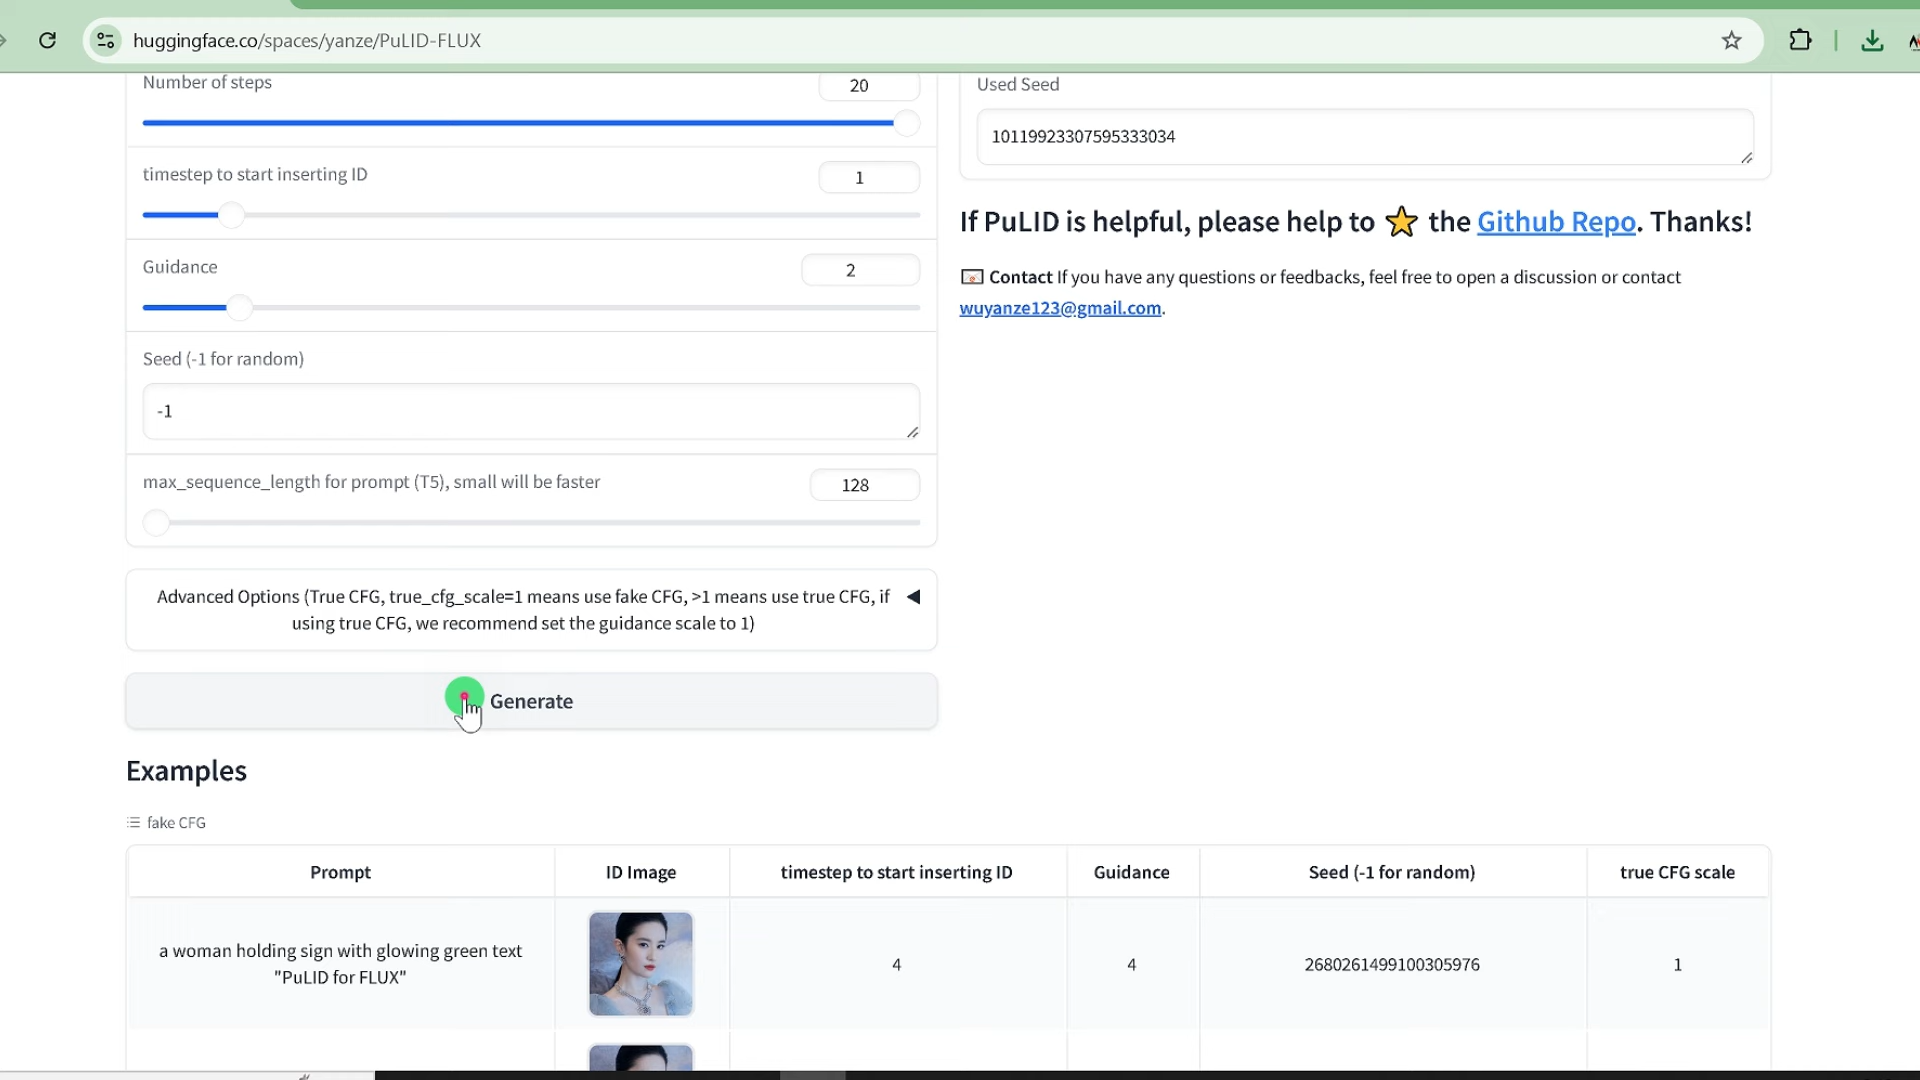 huggingface.co/spaces/yanze/PuLID-FLUX
Number of steps
20
timestep to start inserting ID
1
Guidance
2
Seed (-1 for random)
-1
max_sequence_length for prompt (T5), small will be faster
128
Advanced Options (True CFG, true_cfg_scale=1 means use fake CFG, >1 means use true CFG, if
using true CFG, we recommend set the guidance scale to 1)
Generate
Used Seed
10119923307595333034
If PuLID is helpful, please help to ⭐ the Github Repo. Thanks!
📧 Contact If you have any questions or feedbacks, feel free to open a discussion or contact
wuyanze123@gmail.com.
Examples
fake CFG
Prompt ID Image timestep to start inserting ID Guidance Seed (-1 for random) true CFG scale
a woman holding sign with glowing green text
"PuLID for FLUX"
4 4 2680261499100305976 1